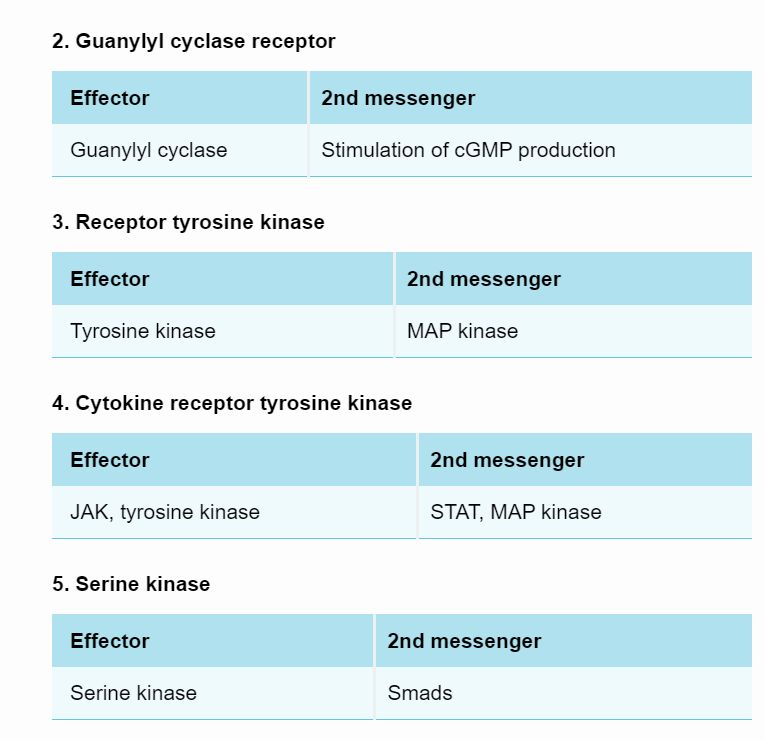 2. Guanylyl cyclase receptor
Effector 2nd messenger
Guanylyl cyclase Stimulation of cGMP production
3. Receptor tyrosine kinase
Effector 2nd messenger
Tyrosine kinase MAP kinase
4. Cytokine receptor tyrosine kinase
Effector 2nd messenger
JAK, tyrosine kinase STAT, MAP kinase
5. Serine kinase
Effector 2nd messenger
Serine kinase Smads